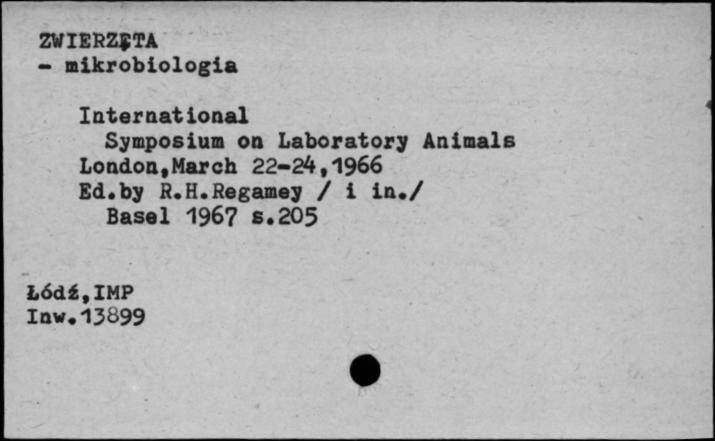 ZWIERZĘTA
- mikrobiologia
International
Symposium on Laboratory Animals
London,March 22-24,1966
Ed.by R.H.Regamey / i in./
Basel 1967 s.205
Łódź,IMP
Inw.13899